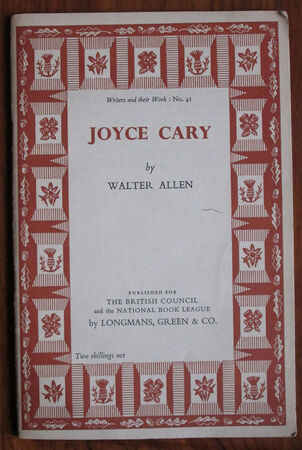 Writers and their Work : No. 41
JOYCE CARY
by
WALTER ALLEN
PUBLISHED FOR
THE BRITISH COUNCIL
and the NATIONAL BOOK LEAGUE
by LONGMANS, GREEN & CO.
Two shillings net